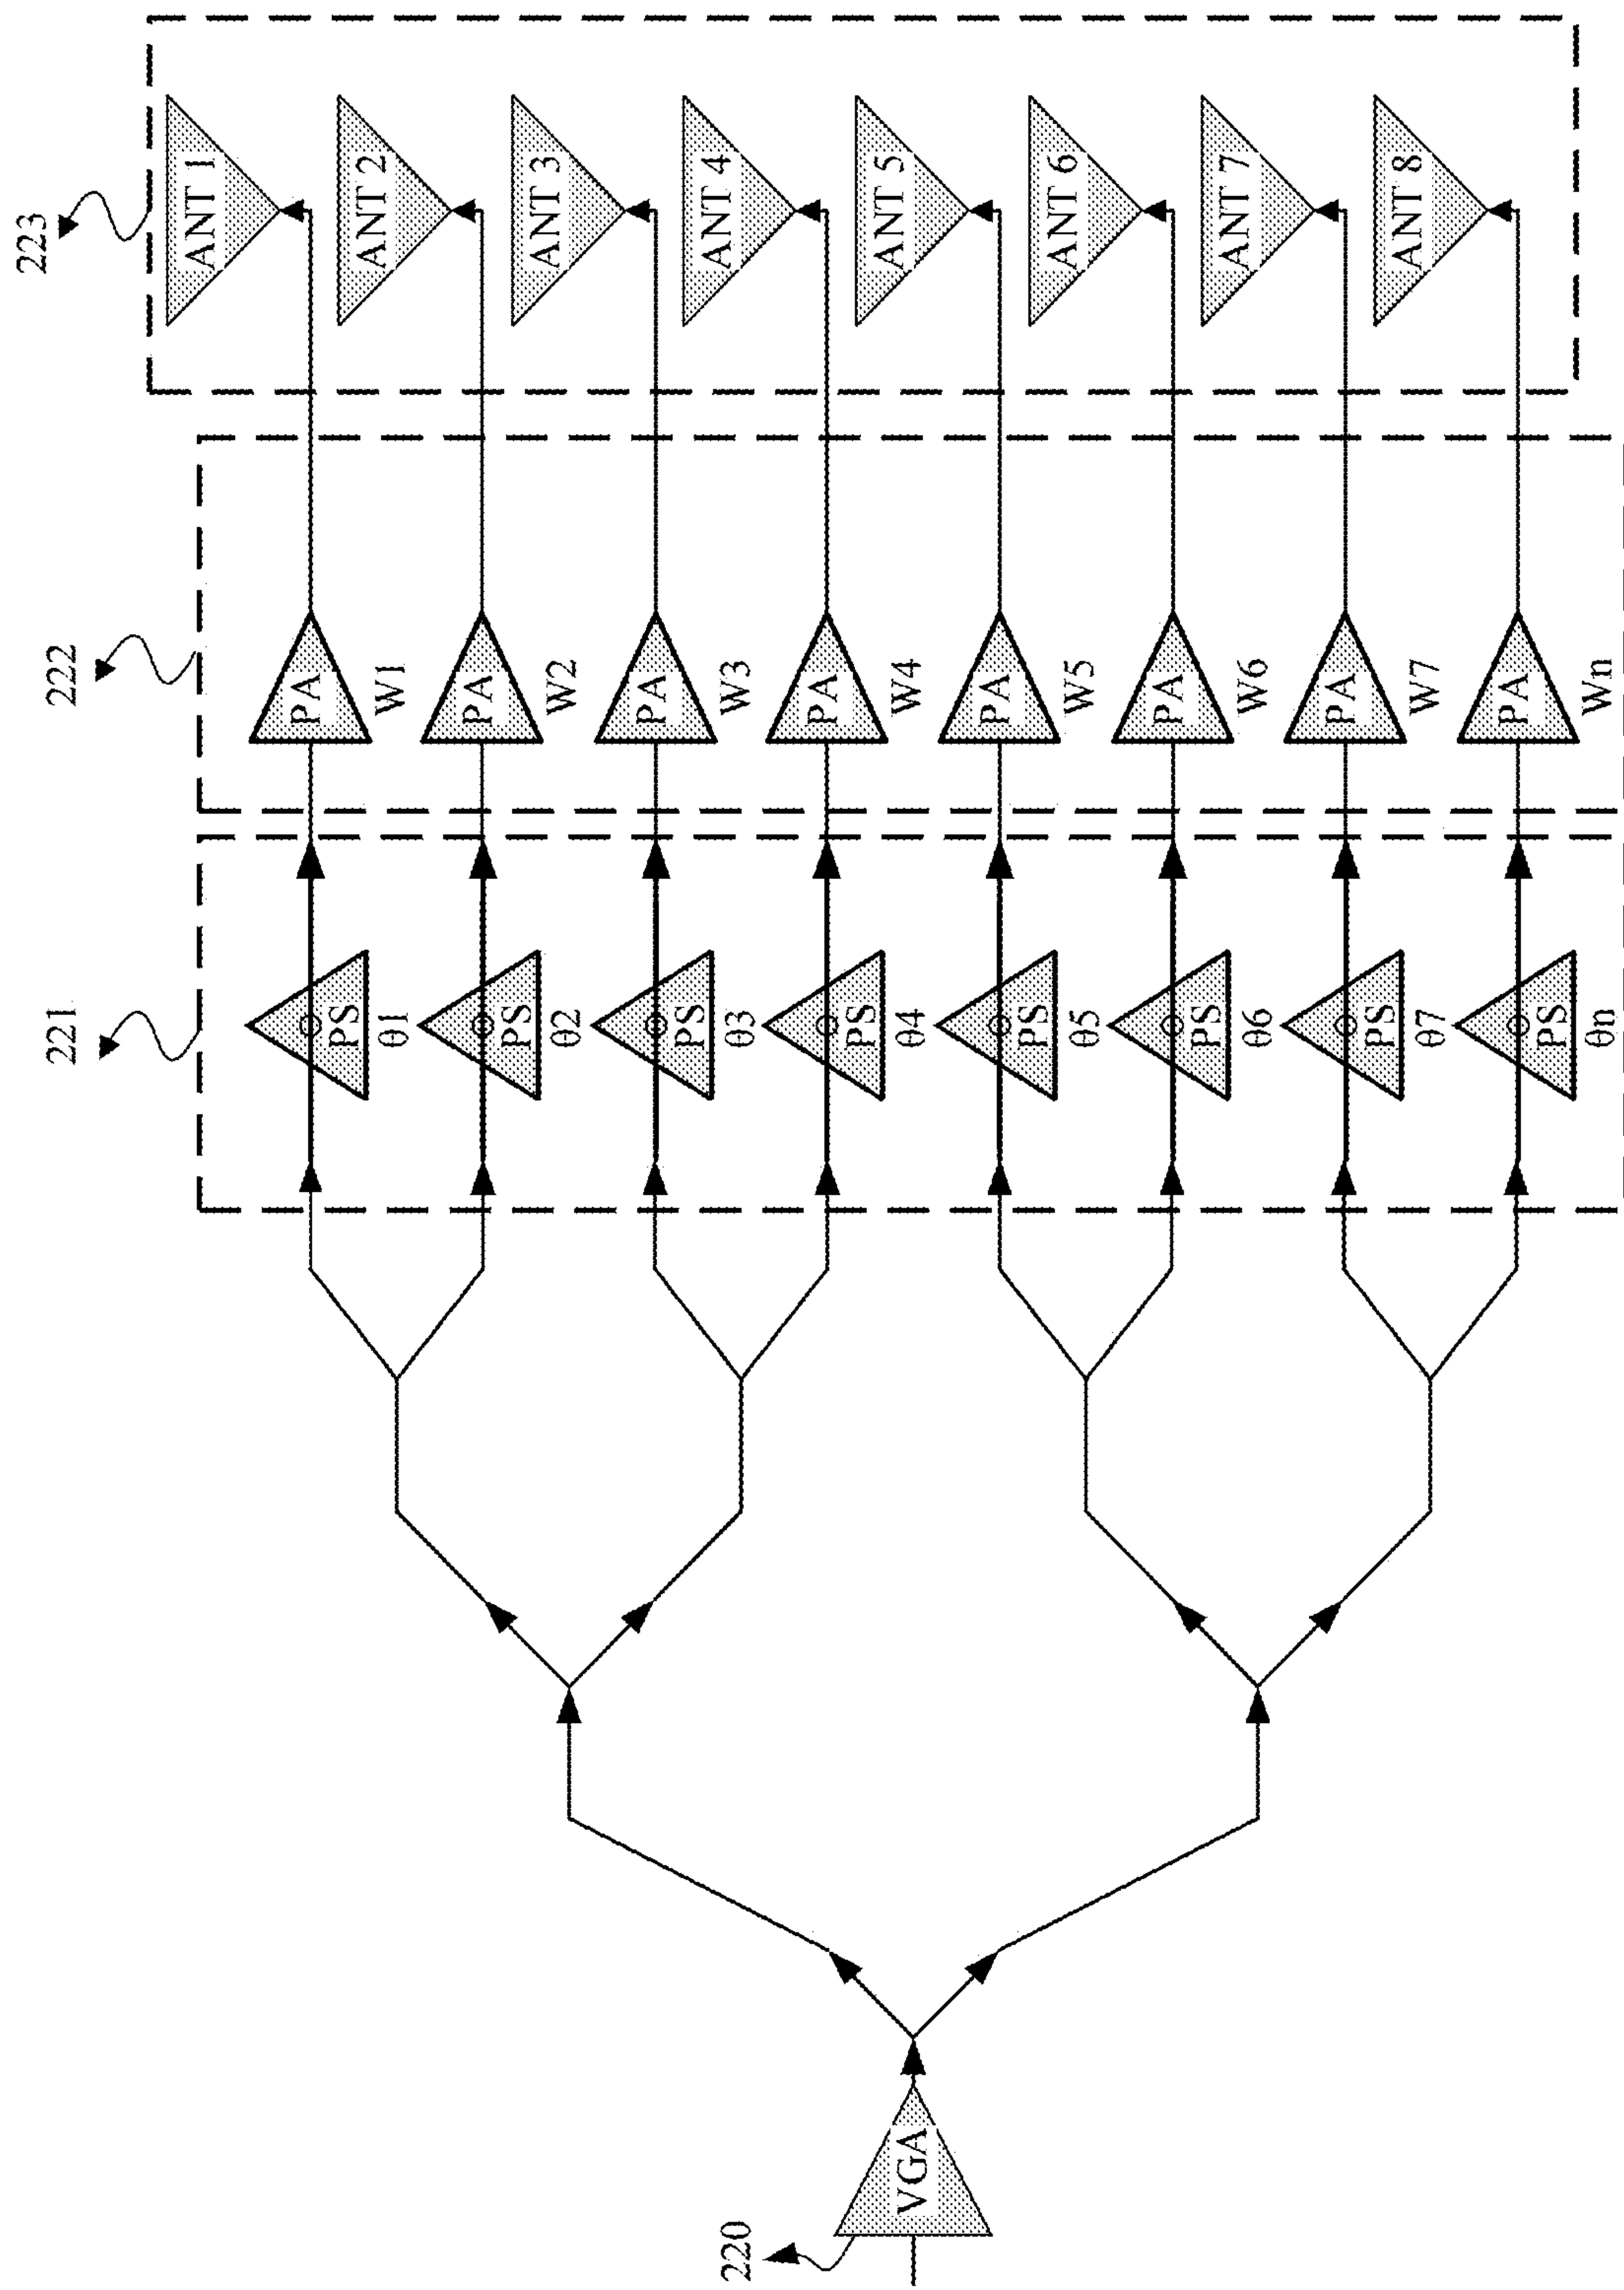 220
VGA
221
PS
θ1
PS
θ2
PS
θ3
PS
θ4
PS
θ5
PS
θ6
PS
θ7
PS
θn
222
PA
W1
PA
W2
PA
W3
PA
W4
PA
W5
PA
W6
PA
W7
PA
Wn
223
ANT 1
ANT 2
ANT 3
ANT 4
ANT 5
ANT 6
ANT 7
ANT 8